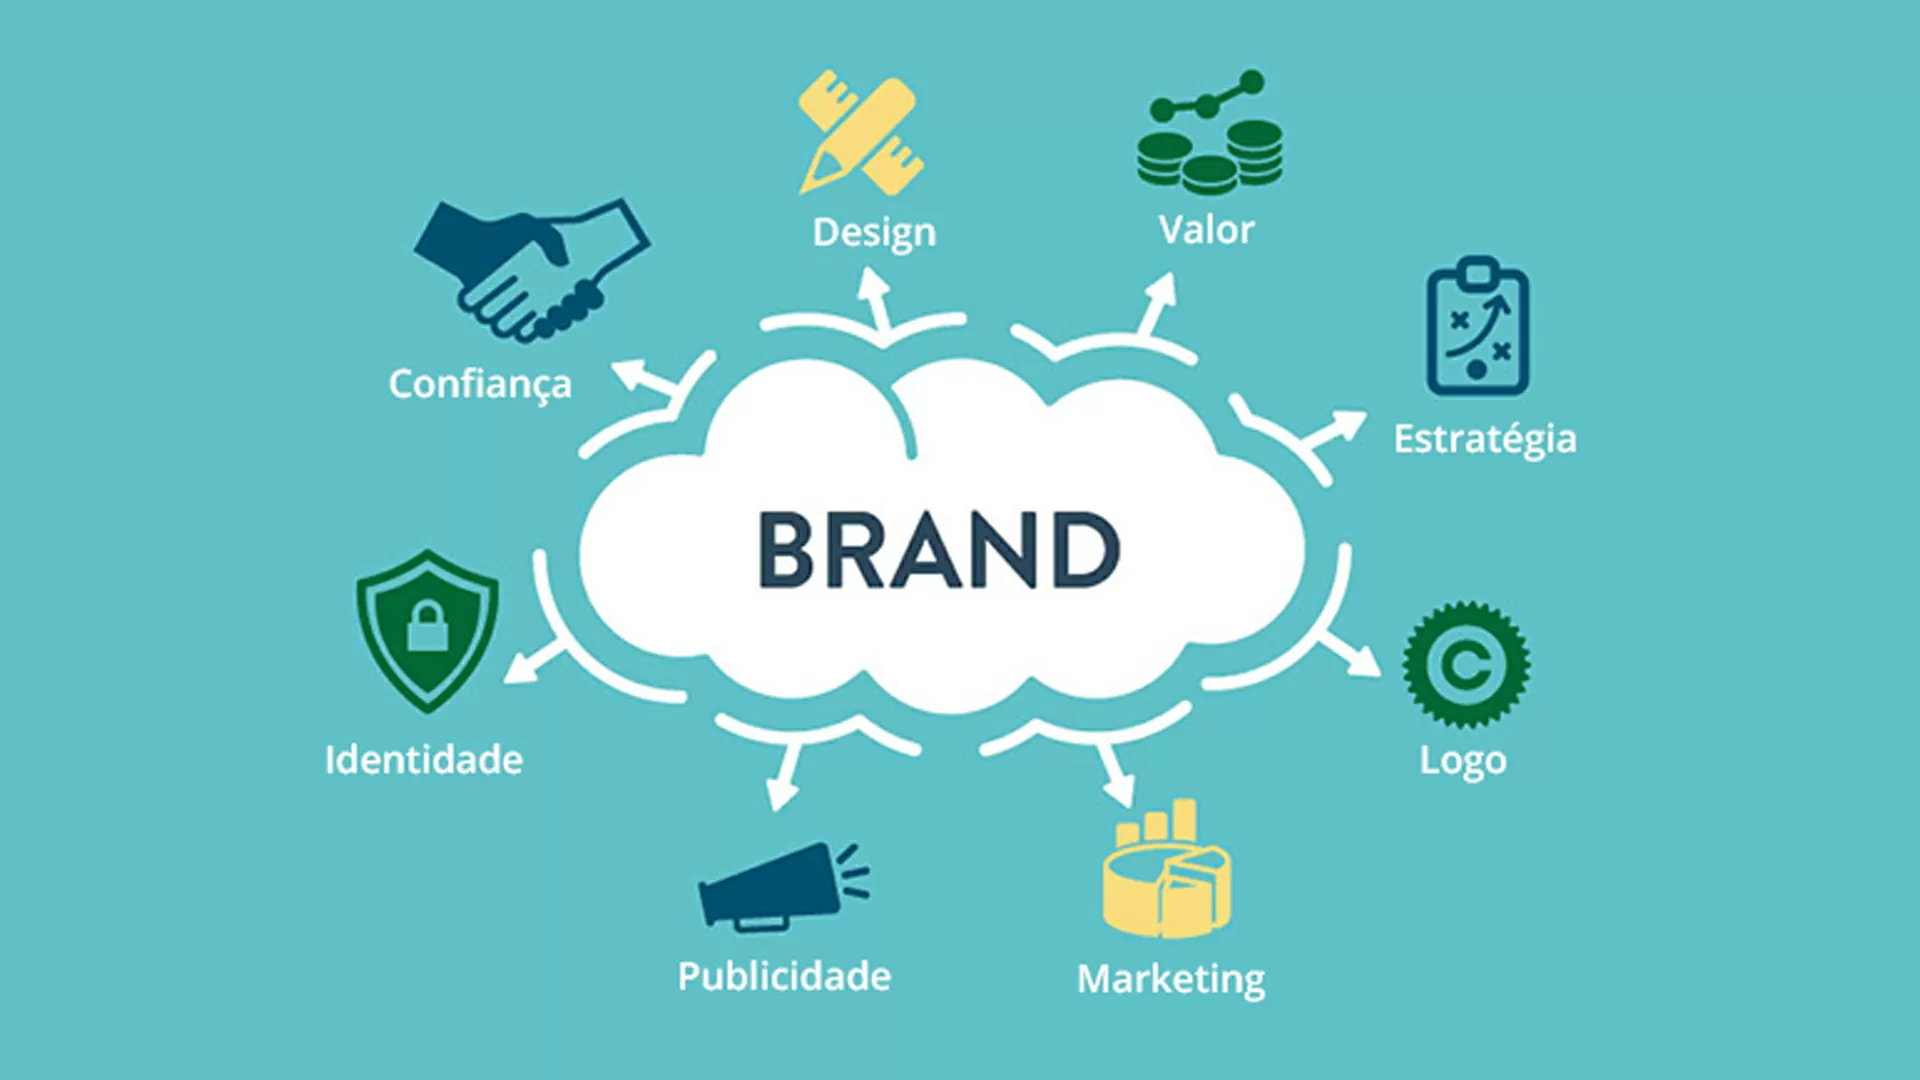 Design
Valor
Confiança
Estratégia
BRAND
Identidade
C
Logo
Publicidade
Marketing